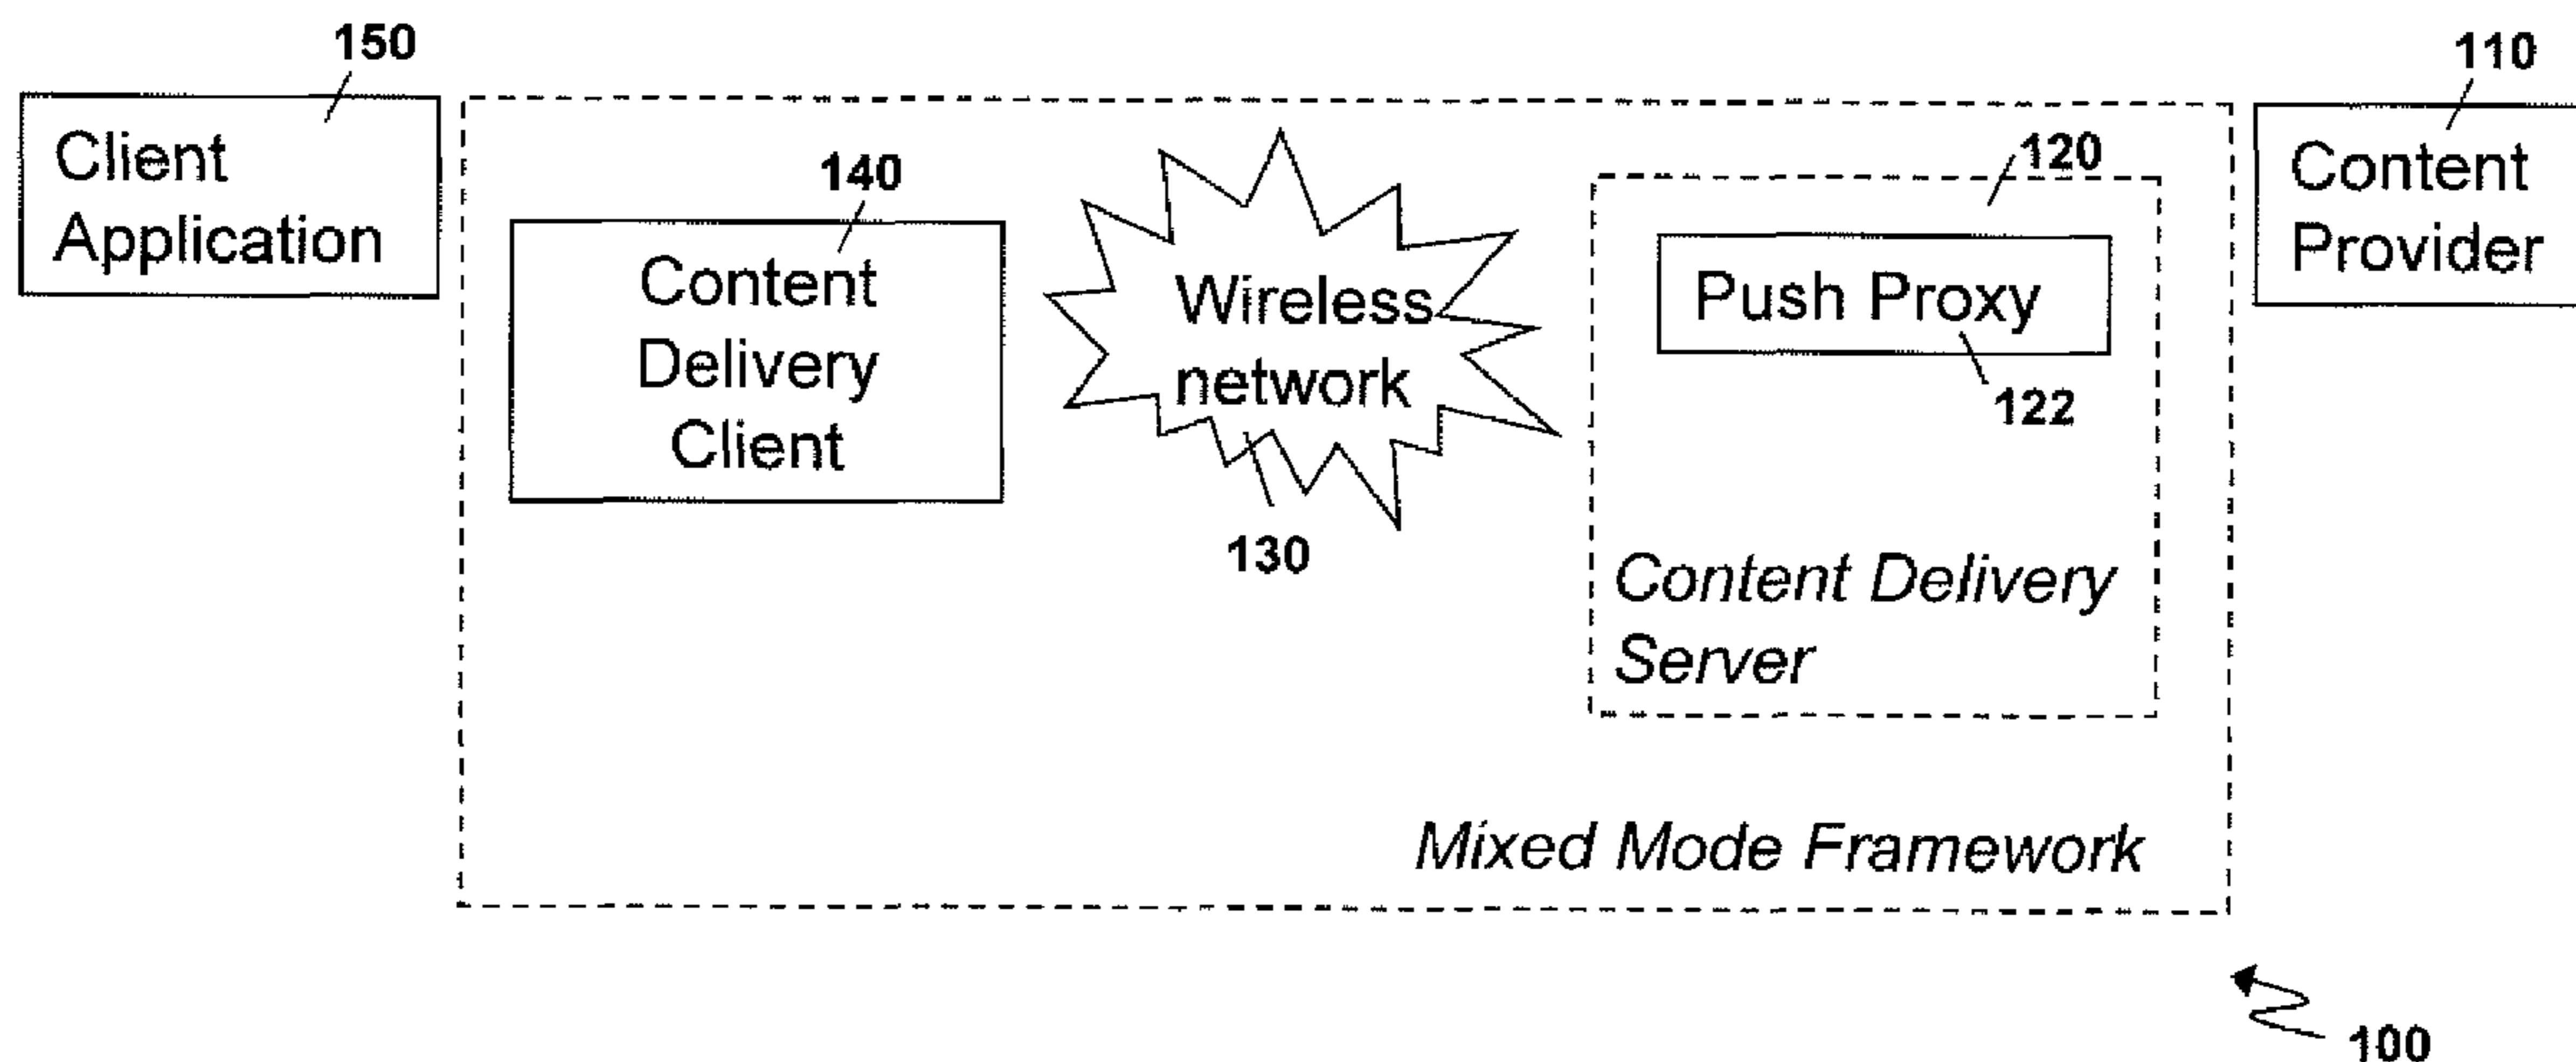 150
Client
Application
140
Content
Delivery
Client
Wireless
network
130
120
Push Proxy
122
Content Delivery
Server
Mixed Mode Framework
110
Content
Provider
100